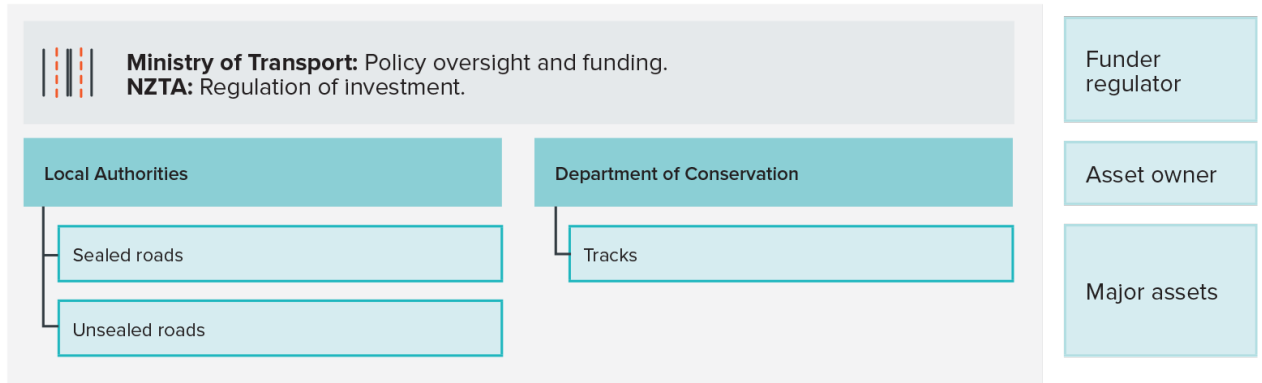 Ministry of Transport: Policy oversight and funding.
NZTA: Regulation of investment.
Funder
regulator
Local Authorities
Department of Conservation
Asset owner
Sealed roads
Tracks
Unsealed roads
Major assets